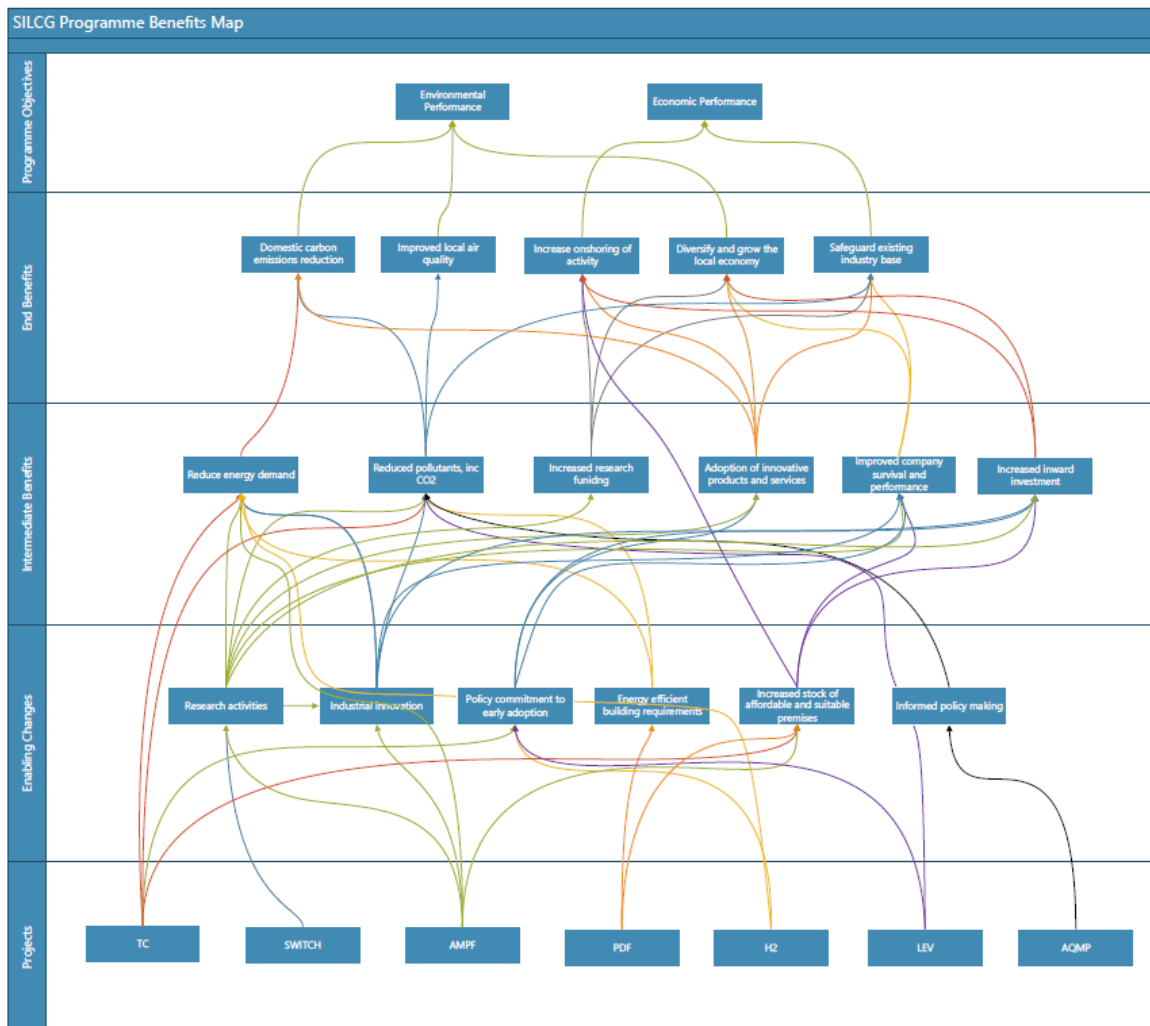 SILCG Programme Benefits Map
Programme Objectives
Environmental
Performance
Economic Performance
End Benefits
Domestic carbon
emissions reduction
Improved local air
quality
Increase onshoring of
activity
Diversify and grow the
local economy
Safeguard existing
industry base
Intermediate Benefits
Reduce energy demand
Reduced pollutants, inc
CO2
Increased research
funiding
Adoption of innovative
products and services
Improved company
survival and
performance
Increased inward
investment
Enabling Changes
Research activities
Industrial innovation
Policy commitment to
early adoption
Energy efficient
building requirements
Increased stock of
affordable and suitable
premises
Informed policy making
Projects
TC
SWITCH
AMPF
PDF
H2
LEV
AQMP